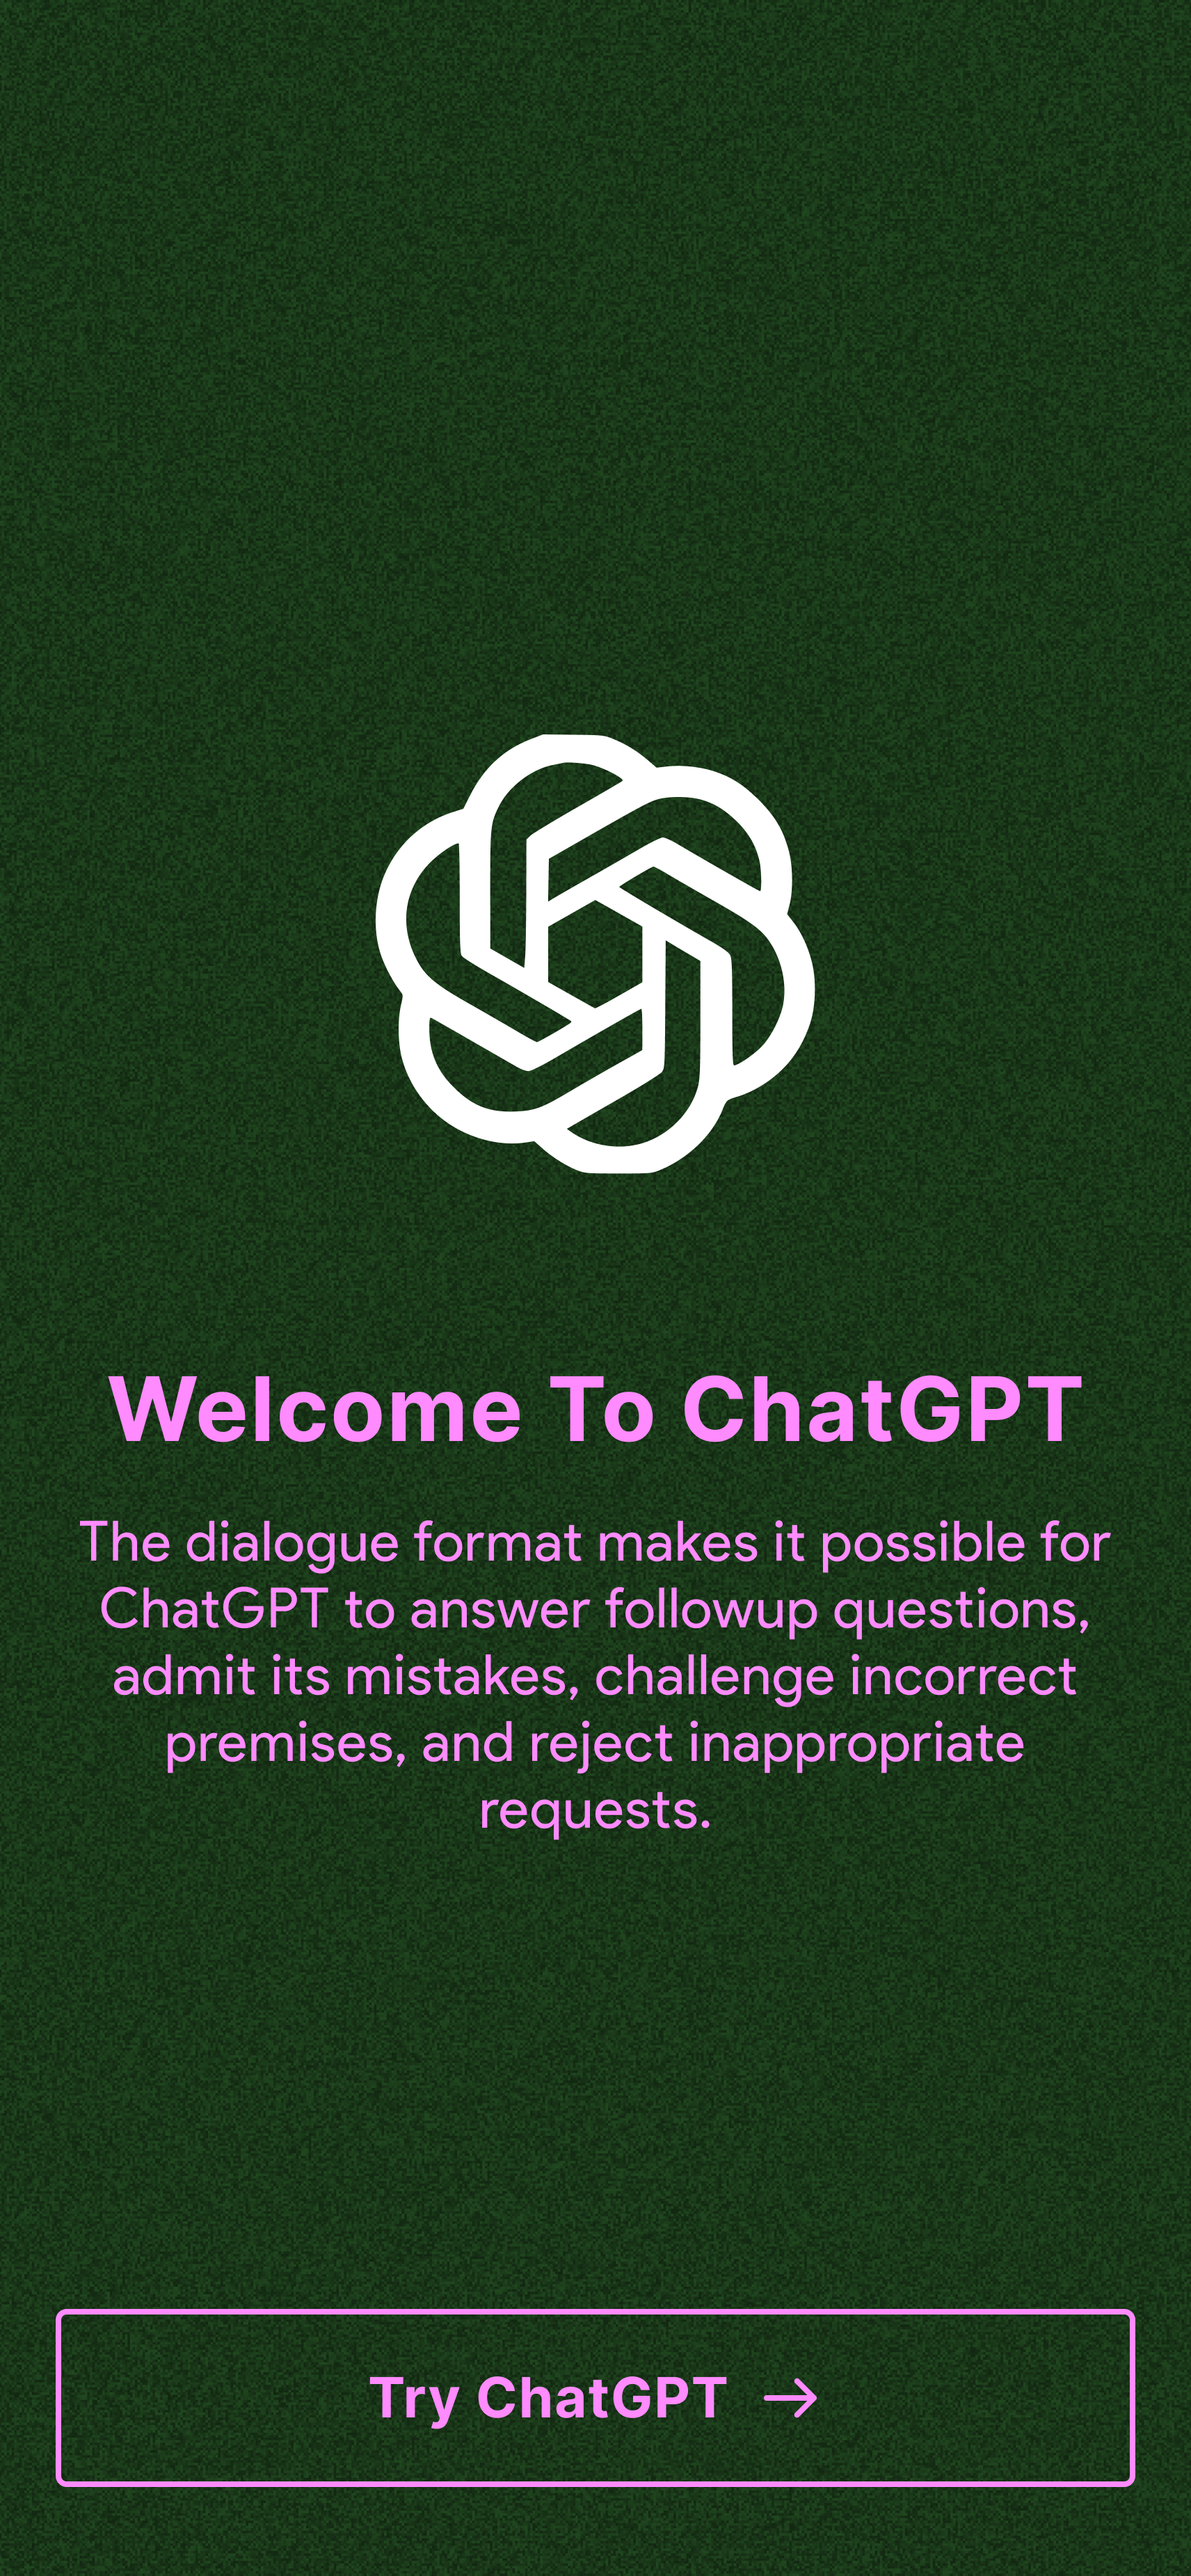 Welcome To ChatGPT
The dialogue format makes it possible for
ChatGPT to answer followup questions,
admit its mistakes, challenge incorrect
premises, and reject inappropriate
requests.
Try ChatGPT →